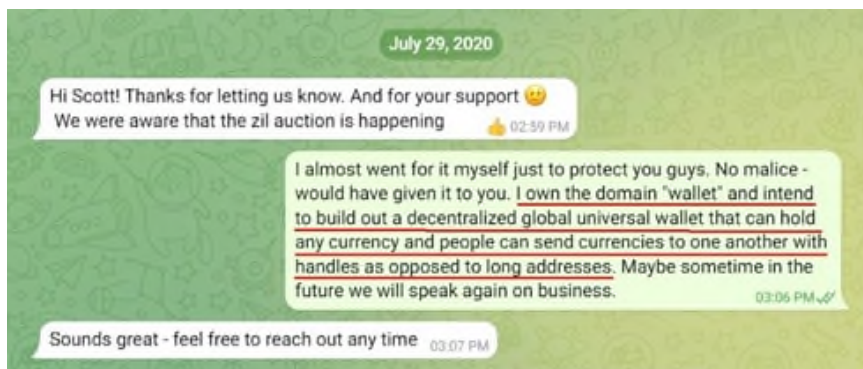 July 29, 2020
Hi Scott! Thanks for letting us know. And for your support 🙂
We were aware that the zil auction is happening 👍 02:59 PM
I almost went for it myself just to protect you guys. No malice -
would have given it to you. I own the domain "wallet" and intend
to build out a decentralized global universal wallet that can hold
any currency and people can send currencies to one another with
handles as opposed to long addresses. Maybe sometime in the
future we will speak again on business. 03:06 PM
Sounds great - feel free to reach out any time 03:07 PM